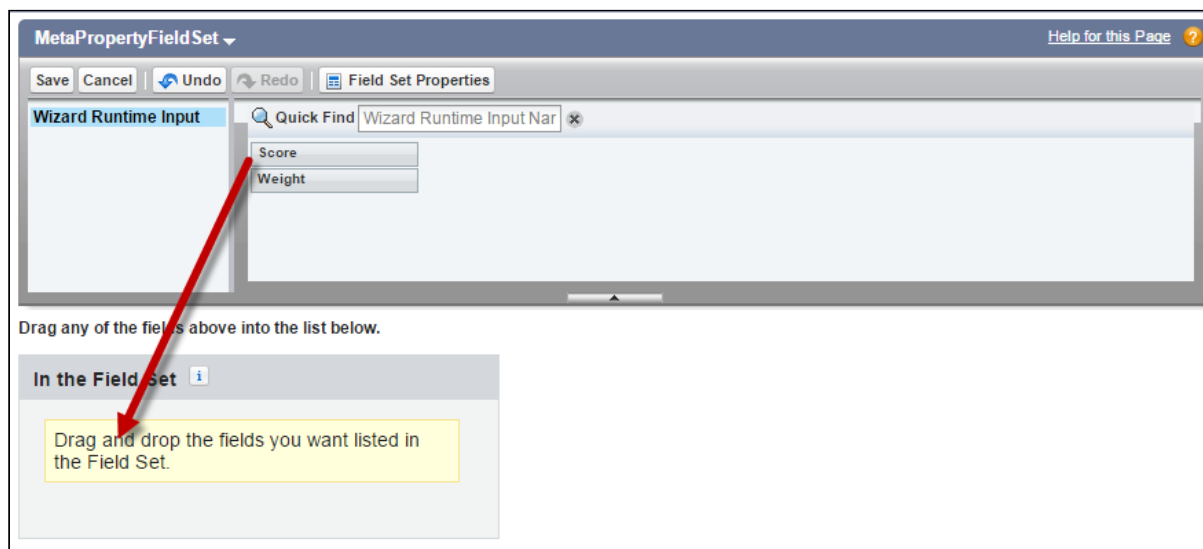 MetaPropertyFieldSet Help for this Page ?
Save Cancel Undo Redo Field Set Properties
Wizard Runtime Input Quick Find Wizard Runtime Input Nar
Score
Weight
Drag any of the fields above into the list below.
In the Field Set i
Drag and drop the fields you want listed in
the Field Set.